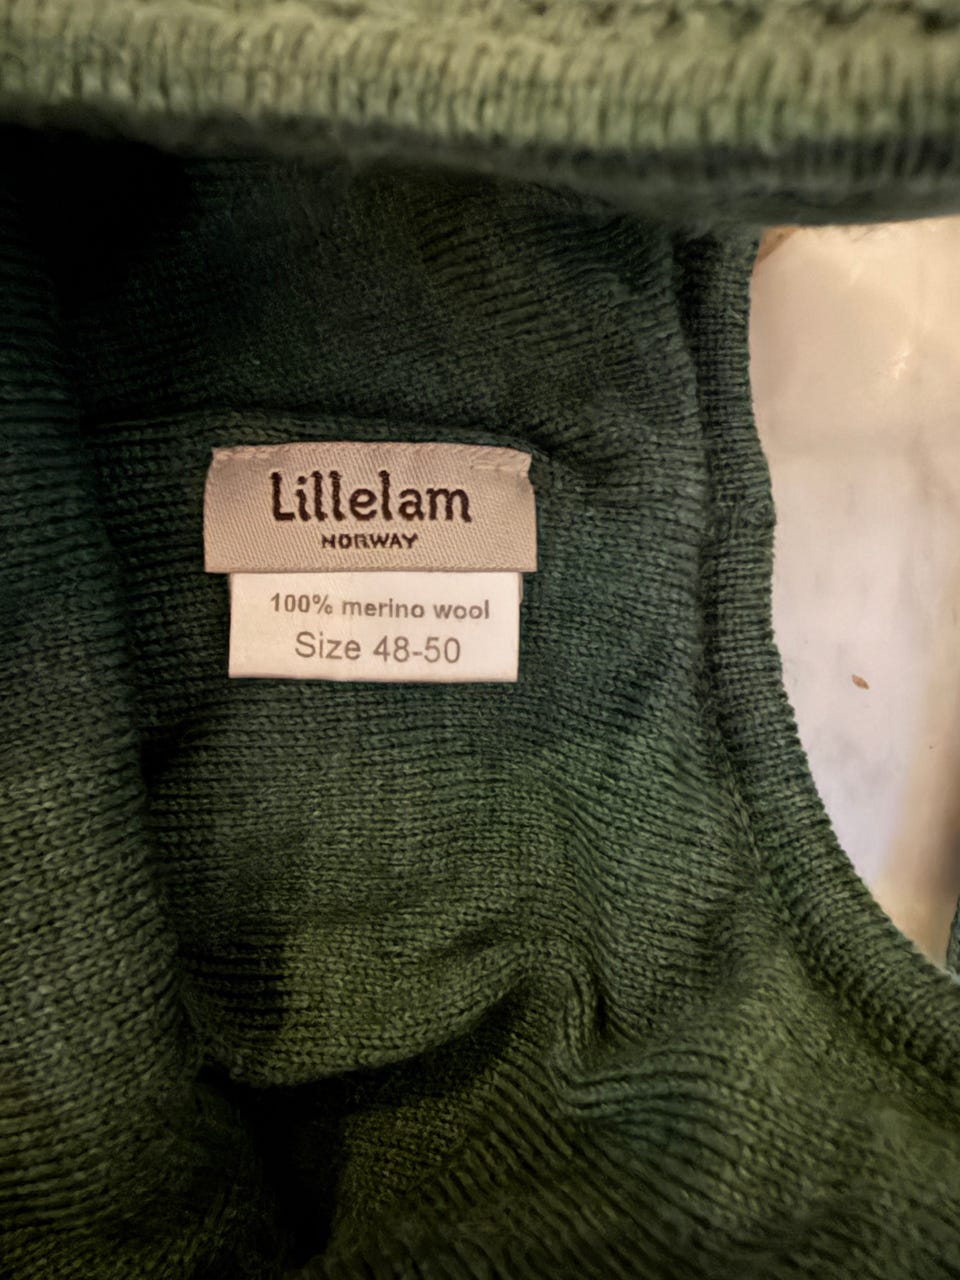 Lillelam
NORWAY
100% merino wool
Size 48-50